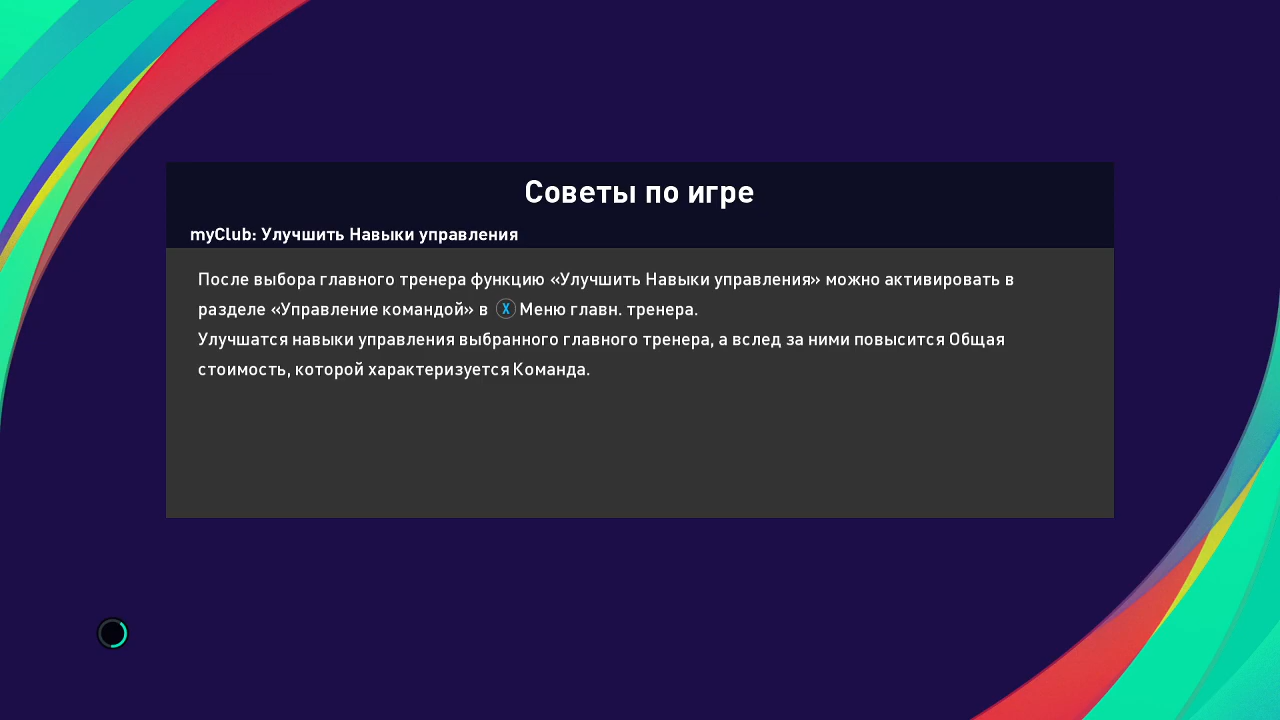 Советы по игре
myClub: Улучшить Навыки управления
После выбора главного тренера функцию «Улучшить Навыки управления» можно активировать в
разделе «Управление командой» в X Меню главн. тренера.
Улучшатся навыки управления выбранного главного тренера, а вслед за ними повысится Общая
стоимость, которой характеризуется Команда.